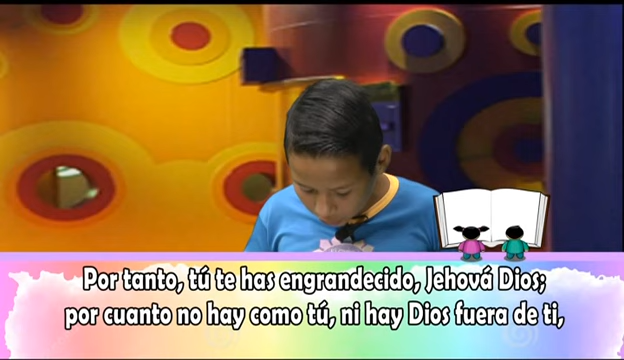 Por tanto, tú te has engrandecido, Jehová Dios;
por cuanto no hay como tú, ni hay Dios fuera de ti,